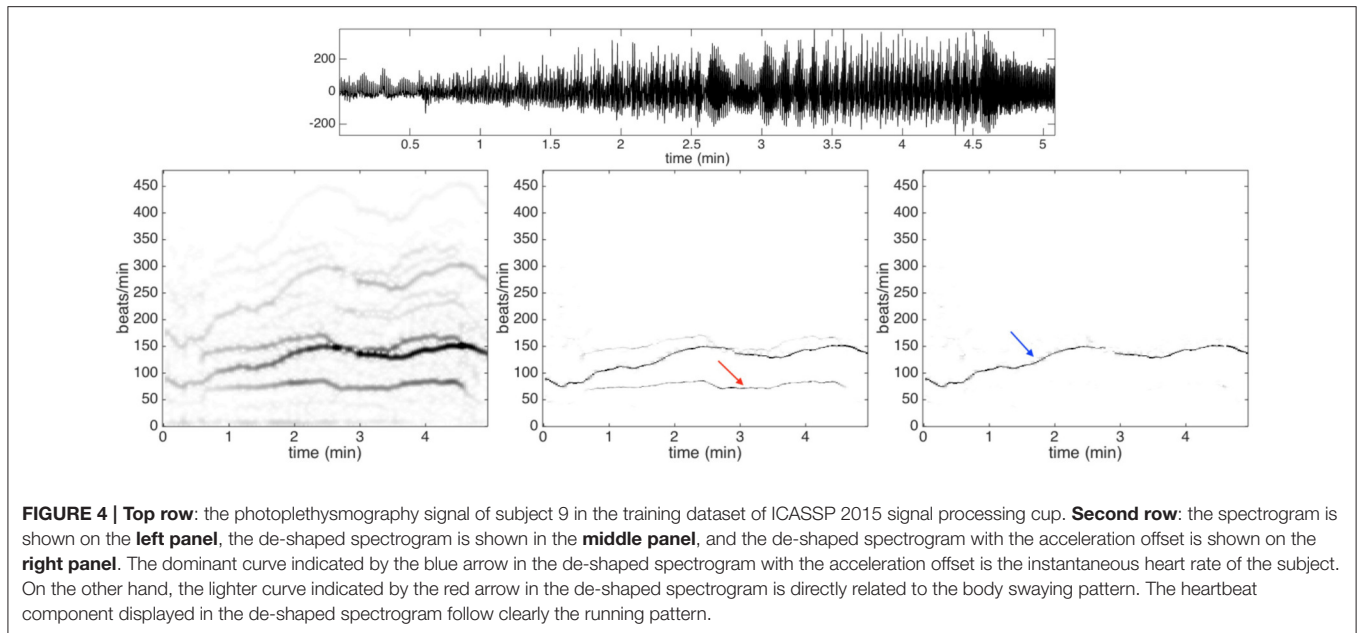 200
0
-200
0.5 1 1.5 2 2.5 3 3.5 4 4.5 5
time (min)
450
400
350
300
250
200
150
100
50
0
beats/min
0 1 2 3 4
time (min)
450
400
350
300
250
200
150
100
50
0
beats/min
0 1 2 3 4
time (min)
450
400
350
300
250
200
150
100
50
0
beats/min
0 1 2 3 4
time (min)
FIGURE 4 | Top row: the photoplethysmography signal of subject 9 in the training dataset of ICASSP 2015 signal processing cup. Second row: the spectrogram is
shown on the left panel, the de-shaped spectrogram is shown in the middle panel, and the de-shaped spectrogram with the acceleration offset is shown on the
right panel. The dominant curve indicated by the blue arrow in the de-shaped spectrogram with the acceleration offset is the instantaneous heart rate of the subject.
On the other hand, the lighter curve indicated by the red arrow in the de-shaped spectrogram is directly related to the body swaying pattern. The heartbeat
component displayed in the de-shaped spectrogram follow clearly the running pattern.